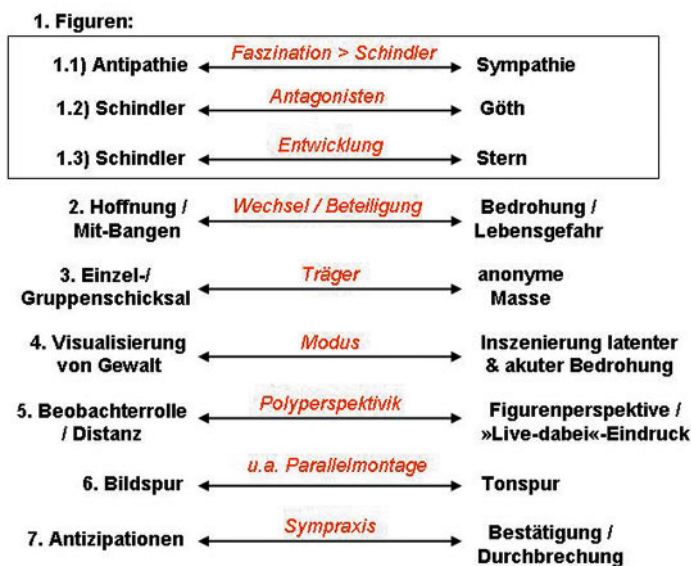 1. Figuren:
Faszination > Schindler
1.1) Antipathie Sympathie
Antagonisten
1.2) Schindler Göth
Entwicklung
1.3) Schindler Stern
2. Hoffnung / Wechsel / Beteiligung Bedrohung /
Mit-Bangen Lebensgefahr
3. Einzel-/ Träger anonyme
Gruppenschicksal Masse
4. Visualisierung Modus Inszenierung latenter
von Gewalt & akuter Bedrohung
5. Beobachterrolle Polyperspektivik Figurenperspektive /
/ Distanz »Live-dabei«-Eindruck
u.a. Parallelmontage
6. Bildspur Tonspur
7. Antizipationen Sympraxis Bestätigung /
Durchbrechung